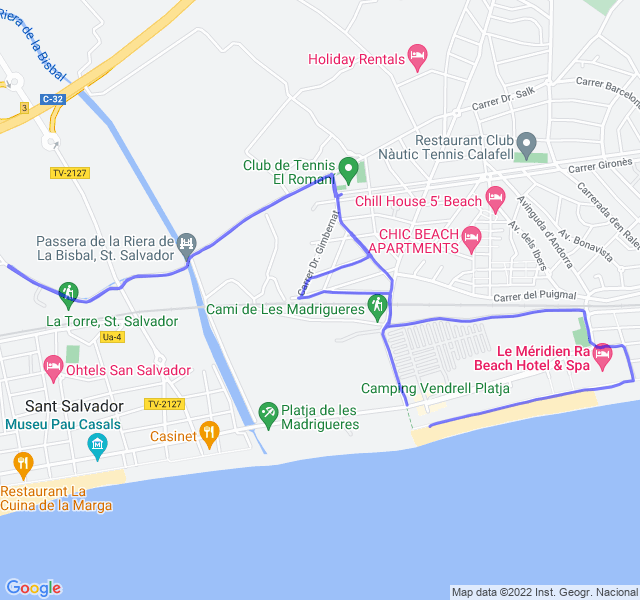 Riera de la Bisbal
C-32
3
TV-2127
Holiday Rentals
Carrer Dr. Salk
Carrer Barcelona
Restaurant Club
Nàutic Tennis Calafell
Club de Tennis
El Romaní
Carrer Gironès
Chill House 5' Beach
CHIC BEACH
APARTMENTS
Av. dels Ibers
Avinguda d'Andorra
Av. Bonavista
Carrerada d'en Ralet
Passera de la Riera de
La Bisbal, St. Salvador
Carrer Dr. Gimbernat
Carrer del Puigmal
La Torre, St. Salvador
Cami de Les Madrigueres
Ua-4
Ohtels San Salvador
Le Méridien Ra
Beach Hotel & Spa
Camping Vendrell Platja
Sant Salvador
TV-2127
Platja de les
Madrigueres
Museu Pau Casals
Casinet
Restaurant La
Cuina de la Marga
Google
Map data ©2022 Inst. Geogr. Nacional